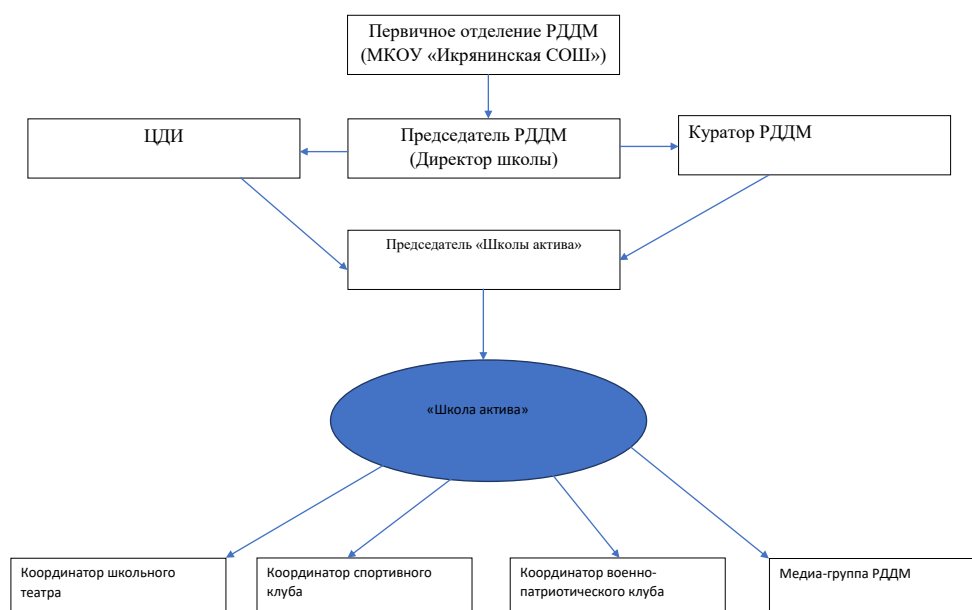 Первичное отделение РДДМ
(МКОУ «Икрянинская СОШ»)
ЦДИ
Председатель РДДМ
(Директор школы)
Куратор РДДМ
Председатель «Школы актива»
«Школа актива»
Координатор школьного
театра
Координатор спортивного
клуба
Координатор военно-
патриотического клуба
Медиа-группа РДДМ